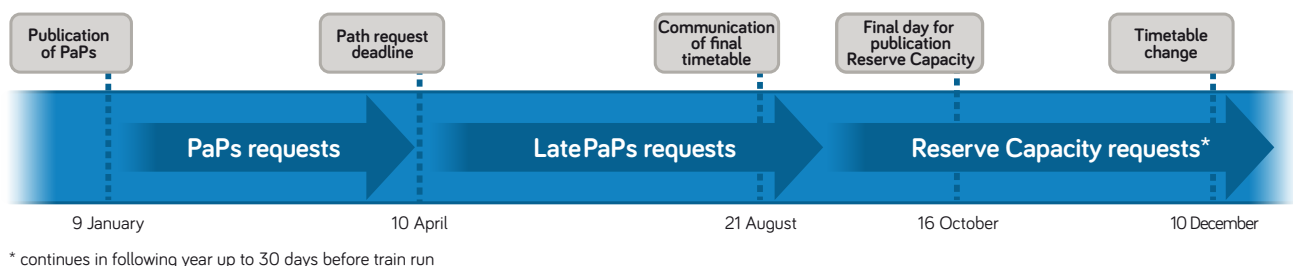 Publication
of PaPs
Path request
deadline
Communication
of final
timetable
Final day for
publication
Reserve Capacity
Timetable
change
PaPs requests
Late PaPs requests
Reserve Capacity requests*
9 January
10 April
21 August
16 October
10 December
* continues in following year up to 30 days before train run